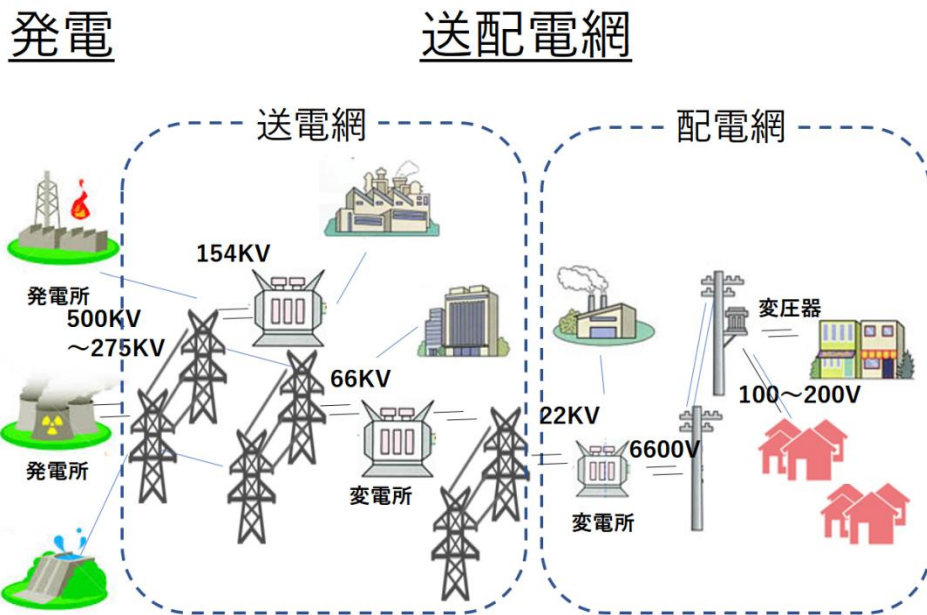 発電
送配電網
送電網
配電網
154KV
発電所
500KV
～275KV
変圧器
66KV
100～200V
22KV
6600V
発電所
変電所
変電所